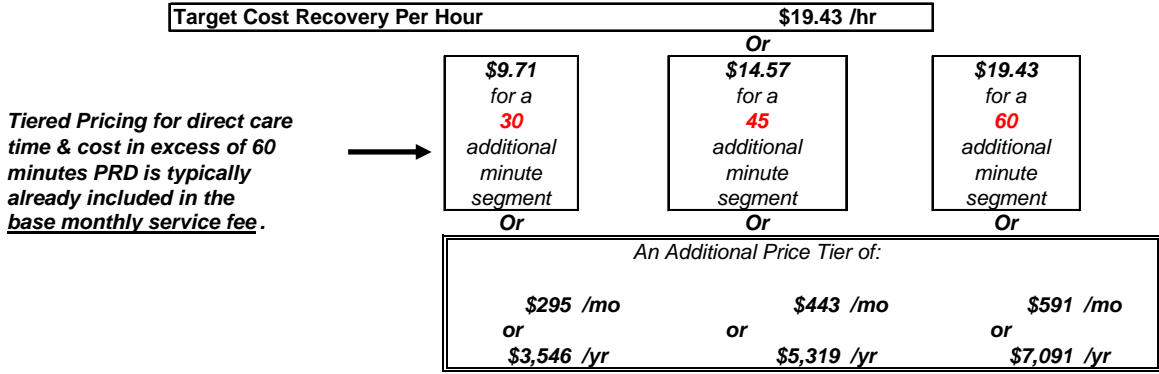 Target Cost Recovery Per Hour $19.43 /hr
Or
$9.71 $14.57 $19.43
for a for a for a
Tiered Pricing for direct care 30 45 60
time & cost in excess of 60 additional additional additional
minutes PRD is typically minute minute minute
already included in the segment segment segment
base monthly service fee . Or Or Or
An Additional Price Tier of:
$295 /mo $443 /mo $591 /mo
or or or
$3,546 /yr $5,319 /yr $7,091 /yr